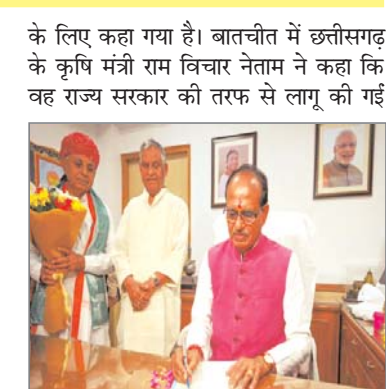 के लिए कहा गया है। बातचीत में छत्तीसगढ़
के कृषि मंत्री राम विचार नेताम ने कहा कि
वह राज्य सरकार की तरफ से लागू की गईं